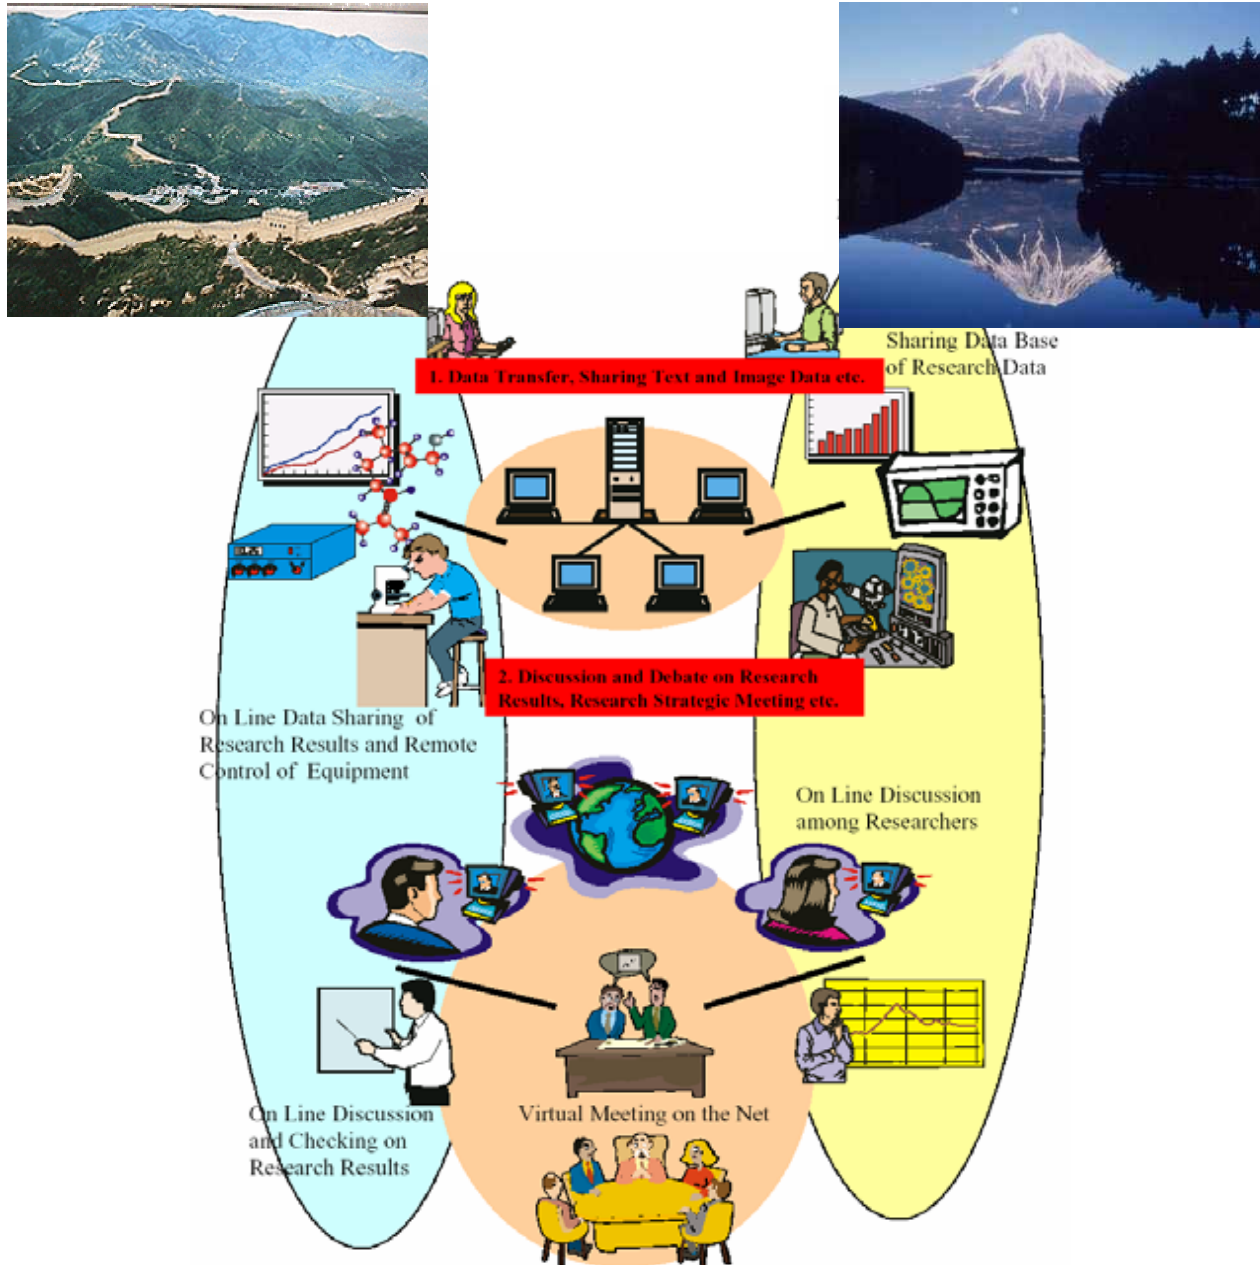 Sharing Data Base
of Research Data
1. Data Transfer, Sharing Text and Image Data etc.
2. Discussion and Debate on Research
Results, Research Strategic Meeting etc.
On Line Data Sharing of
Research Results and Remote
Control of Equipment
On Line Discussion
among Researchers
On Line Discussion
and Checking on
Research Results
Virtual Meeting on the Net